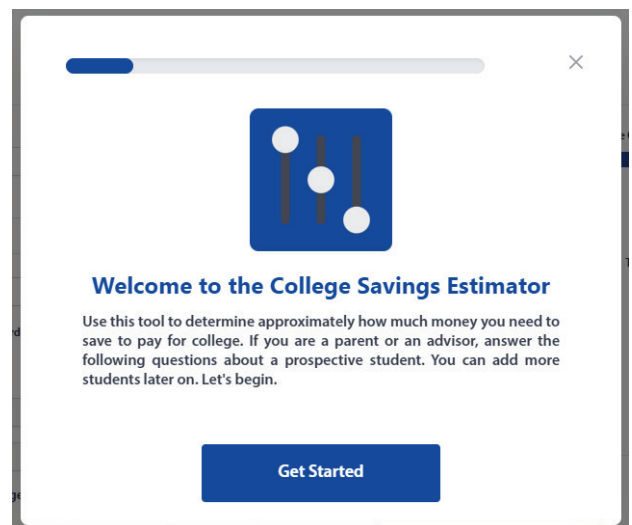 Welcome to the College Savings Estimator
Use this tool to determine approximately how much money you need to
save to pay for college. If you are a parent or an advisor, answer the
following questions about a prospective student. You can add more
students later on. Let's begin.
Get Started